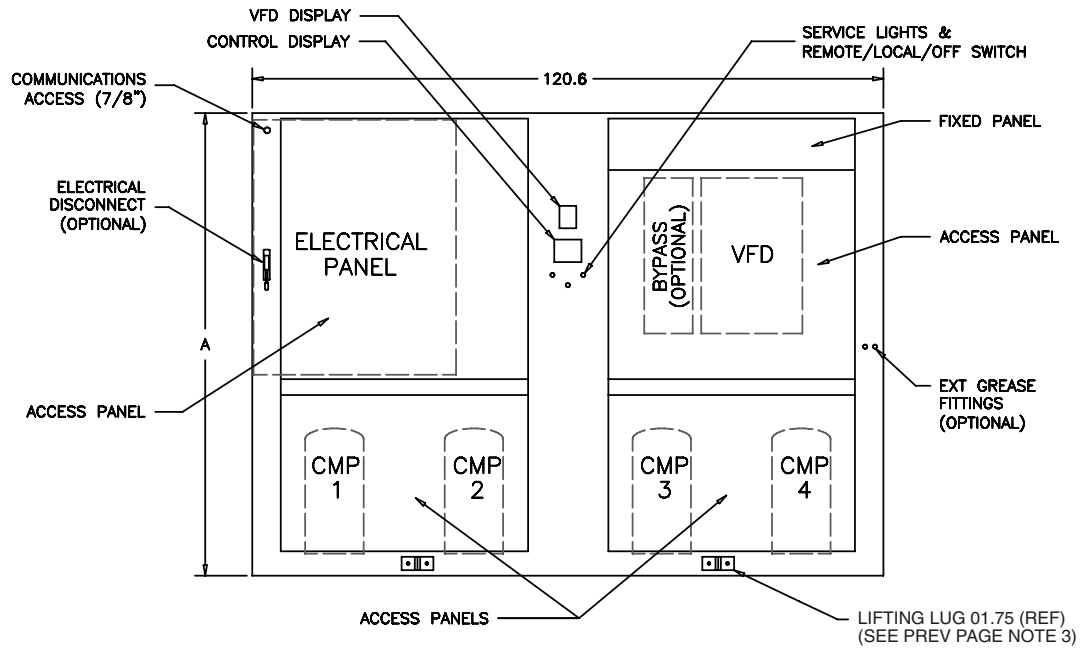 VFD DISPLAY
CONTROL DISPLAY
SERVICE LIGHTS &
REMOTE/LOCAL/OFF SWITCH
COMMUNICATIONS
ACCESS (7/8")
120.6
FIXED PANEL
ELECTRICAL
DISCONNECT
(OPTIONAL)
ELECTRICAL
PANEL
BYPASS
(OPTIONAL)
VFD
ACCESS PANEL
A
ACCESS PANEL
EXT GREASE
FITTINGS
(OPTIONAL)
CMP
1
CMP
2
CMP
3
CMP
4
ACCESS PANELS
LIFTING LUG 01.75 (REF)
(SEE PREV PAGE NOTE 3)